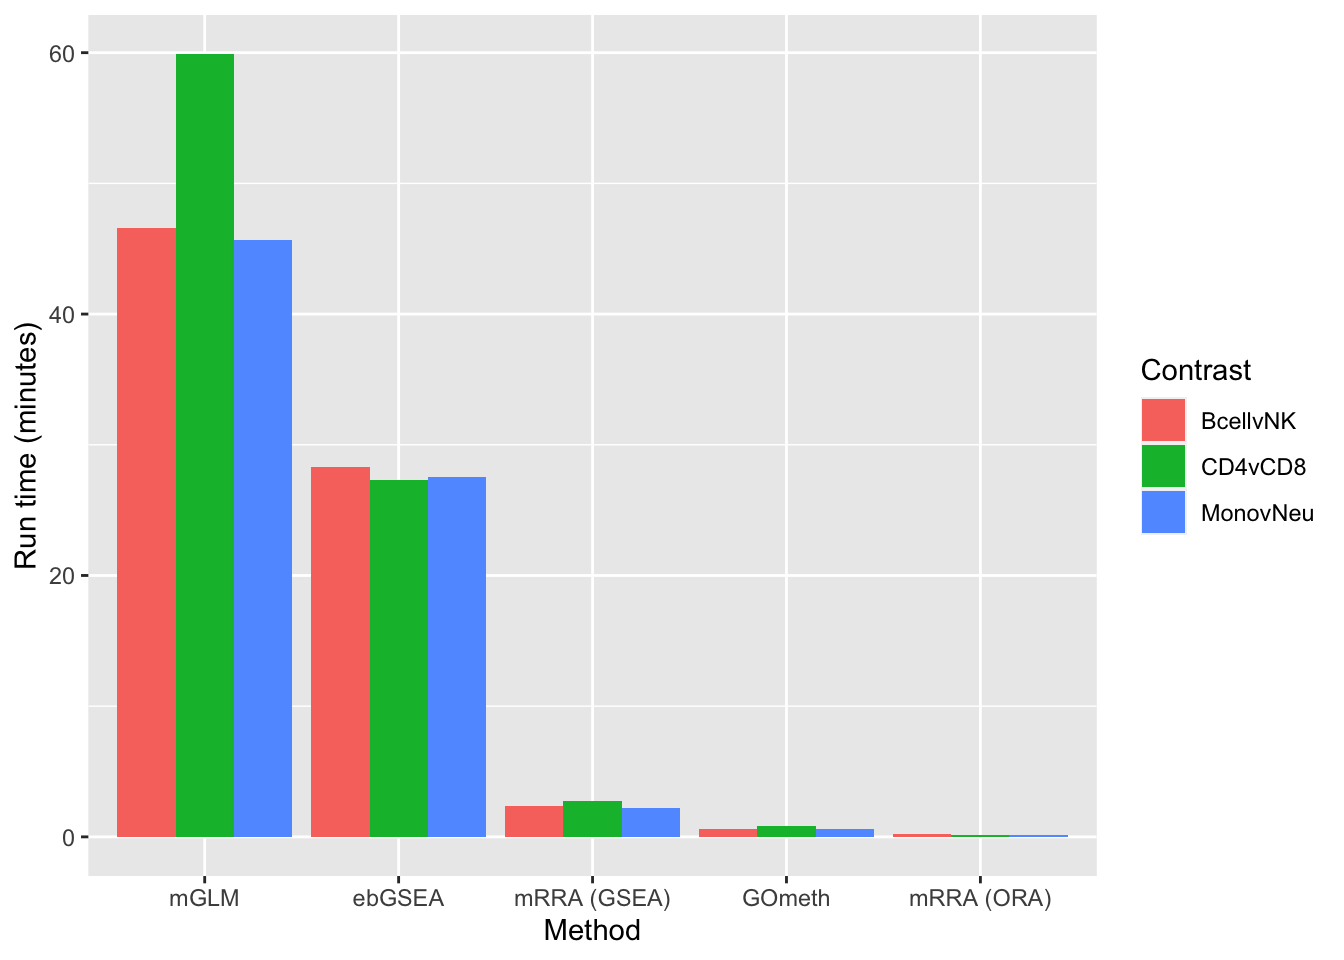 60
40
20
0
Run time (minutes)
mGLM
ebGSEA
mRRA (GSEA)
GOmeth
mRRA (ORA)
Method
Contrast
BcellvNK
CD4vCD8
MonovNeu